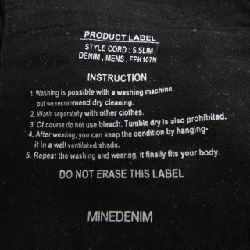 PRODUCT LABEL
STYLE CORD : S.SLIM
DENIM , MENS ,
INSTRUCTION
1. Washing is possible with a washing machine,
but we recommend dry cleaning.
2. Wash separately with other clothes.
3. Of course do not use bleach. Tumble dry is also prohibited.
4. After wearing, you can keep the condition by hanging-
it in a well ventilated shade.
5. Repeat the washing and wearing, it finally fits your body.
DO NOT ERASE THIS LABEL
MINEDENIM